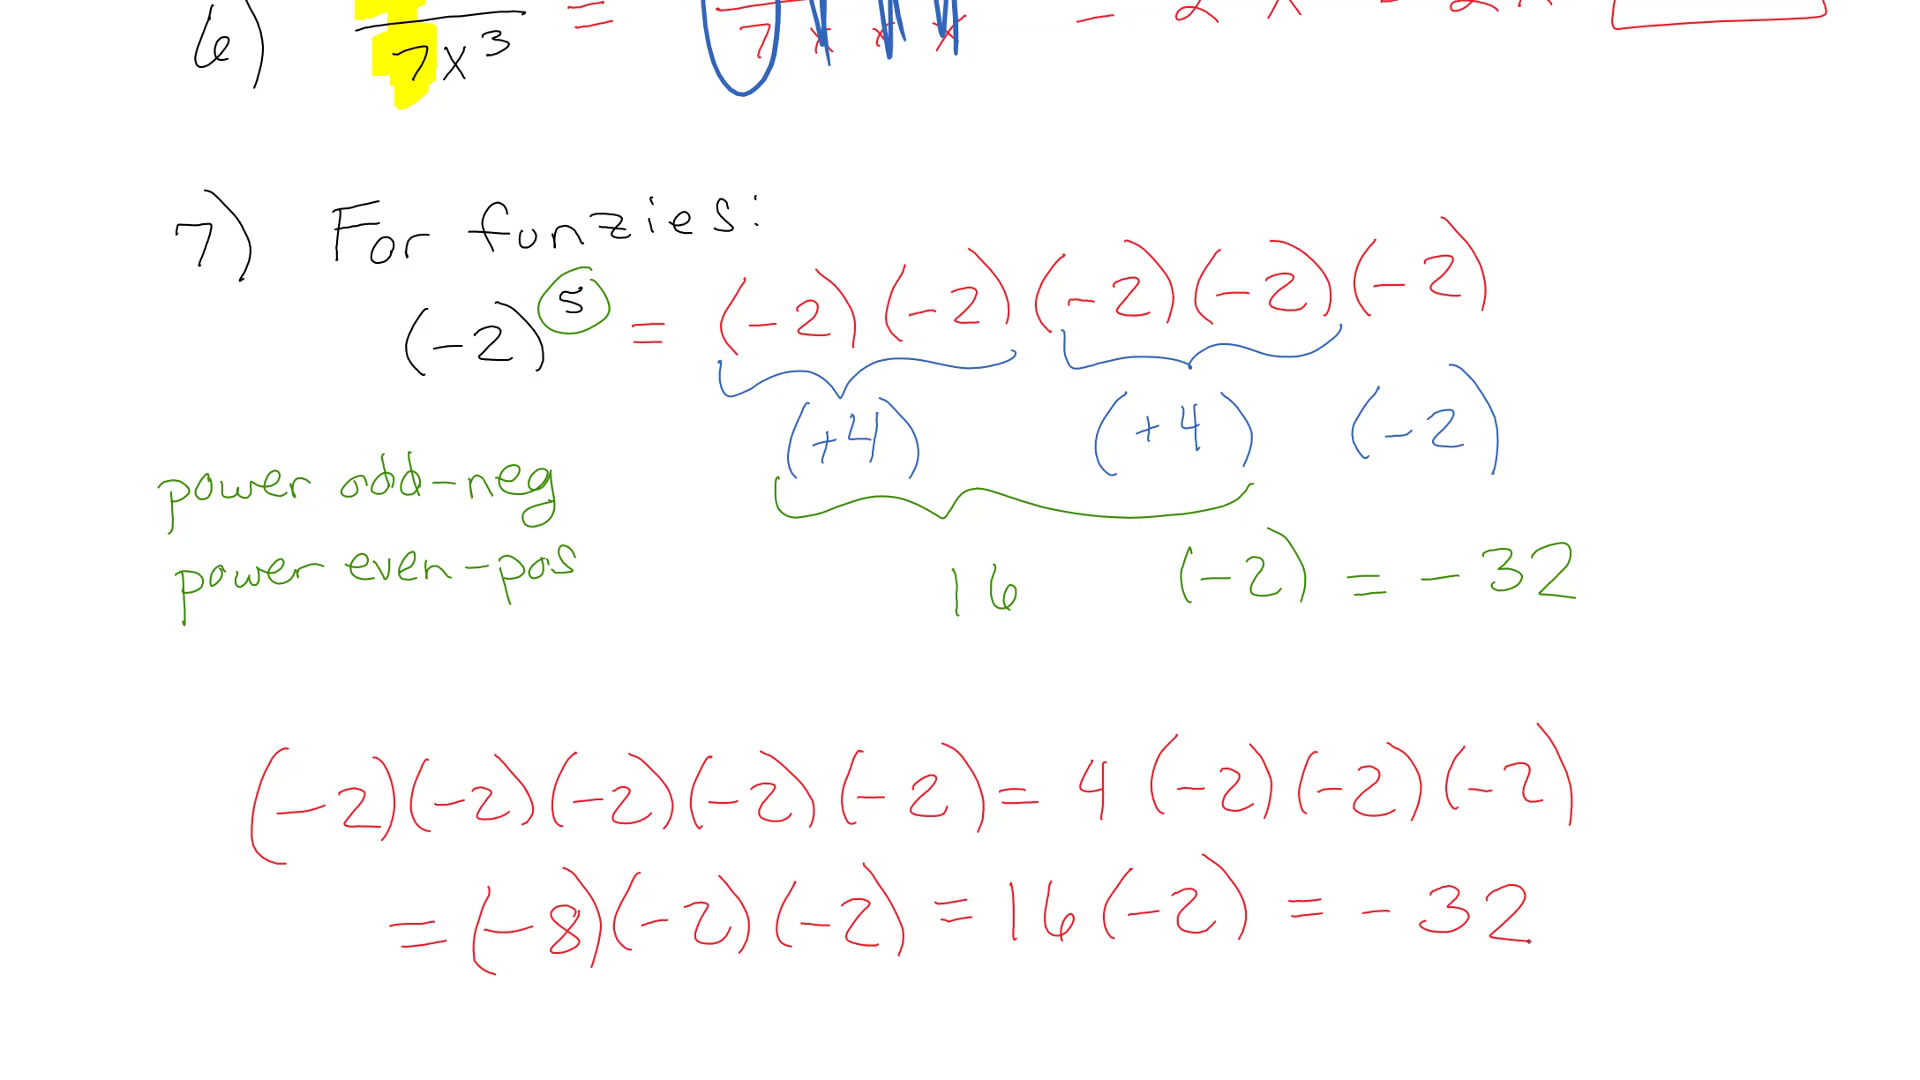 6) 7x³ = 7 x x x
7) For funzies:
(-2)⁵ = (-2)(-2)(-2)(-2)(-2)
(+4) (+4) (-2)
power odd-neg
power even-pos
16 (-2) = -32
(-2)(-2)(-2)(-2)(-2) = 4 (-2)(-2)(-2)
= (-8)(-2)(-2) = 16(-2) = -32